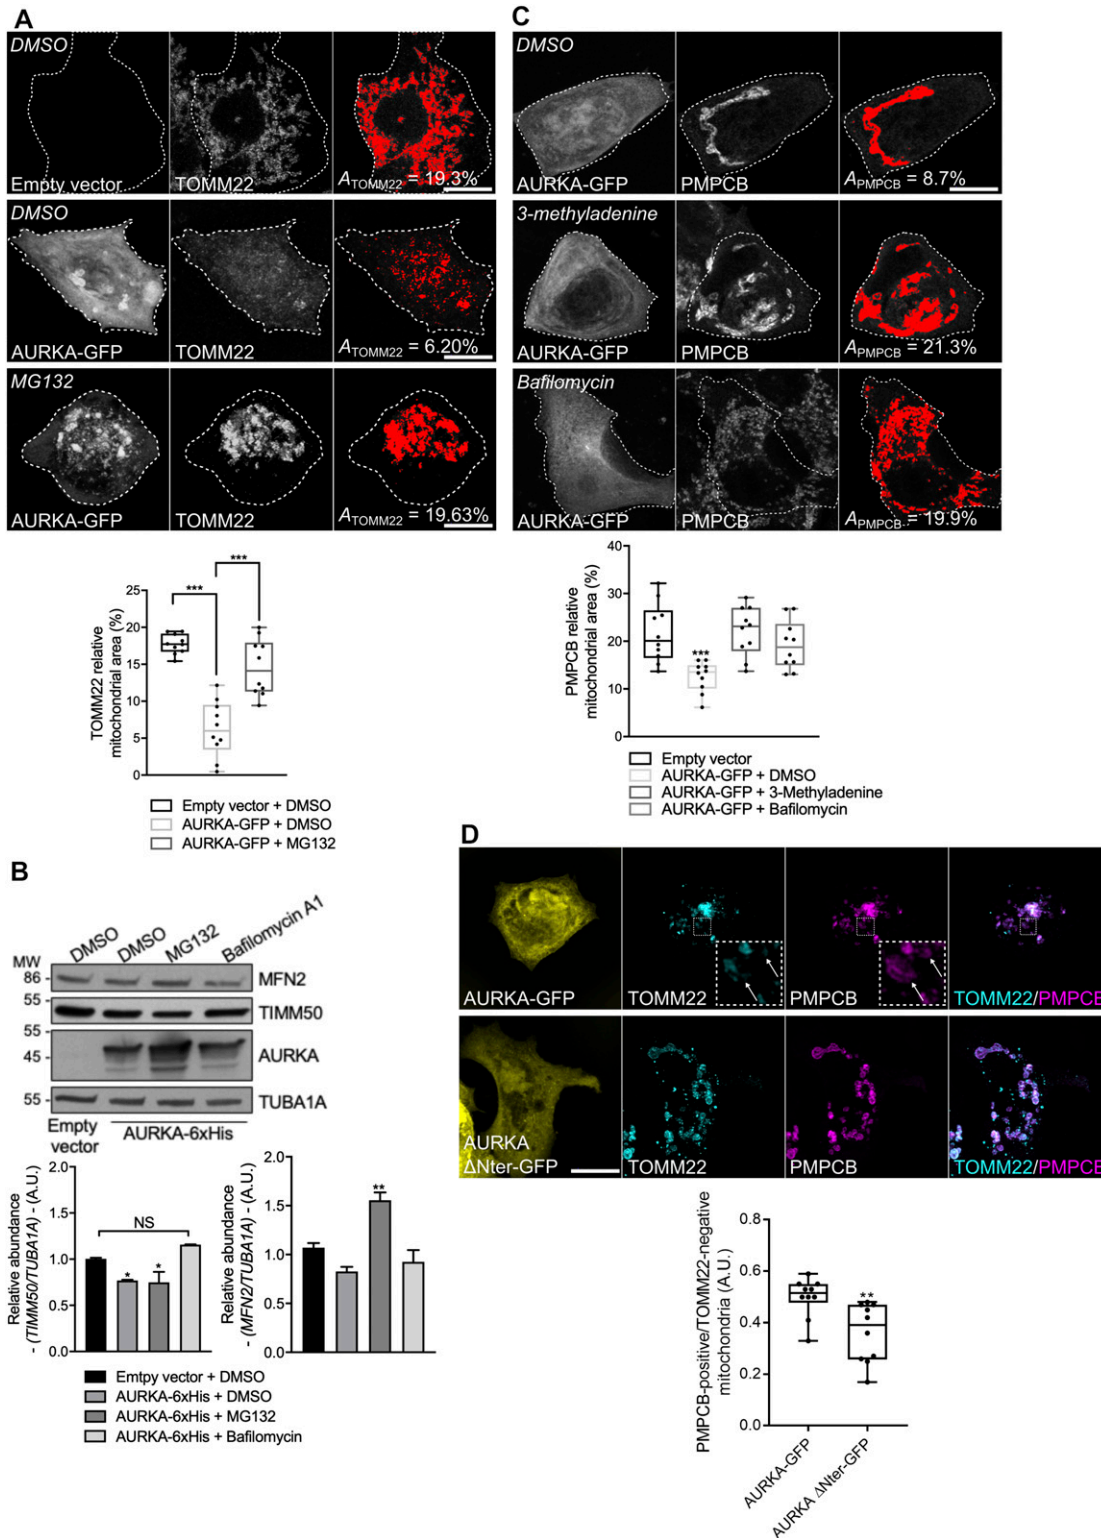 A
DMSO
Empty vector
TOMM22
ATOMM22 = 19.3%
DMSO
AURKA-GFP
TOMM22
ATOMM22 = 6.20%
MG132
AURKA-GFP
TOMM22
ATOMM22 = 19.63%
***
***
25
20
15
10
5
0
TOMM22 relative
mitochondrial area (%)
Empty vector + DMSO
AURKA-GFP + DMSO
AURKA-GFP + MG132
B
MW
DMSO
DMSO
MG132
Bafilomycin A1
86
MFN2
55
TIMM50
55
45
AURKA
55
TUBA1A
Empty
vector
AURKA-6xHis
2.0
1.5
1.0
0.5
0.0
Relative abundance
- (TIMM50/TUBA1A) - (A.U.)
NS
*
*
2.0
1.5
1.0
0.5
0.0
Relative abundance
- (MFN2/TUBA1A) - (A.U.)
**
Emtpy vector + DMSO
AURKA-6xHis + DMSO
AURKA-6xHis + MG132
AURKA-6xHis + Bafilomycin
C
DMSO
AURKA-GFP
PMPCB
APMPCB = 8.7%
3-methyladenine
AURKA-GFP
PMPCB
APMPCB = 21.3%
Bafilomycin
AURKA-GFP
PMPCB
APMPCB = 19.9%
40
30
20
10
0
PMPCB relative
mitochondrial area (%)
***
Empty vector
AURKA-GFP + DMSO
AURKA-GFP + 3-Methyladenine
AURKA-GFP + Bafilomycin
D
AURKA-GFP
TOMM22
PMPCB
TOMM22/PMPCB
AURKA
ΔNter-GFP
TOMM22
PMPCB
TOMM22/PMPCB
0.8
0.6
0.4
0.2
0.0
PMPCB-positive/TOMM22-negative
mitochondria (A.U.)
**
AURKA-GFP
AURKA ΔNter-GFP